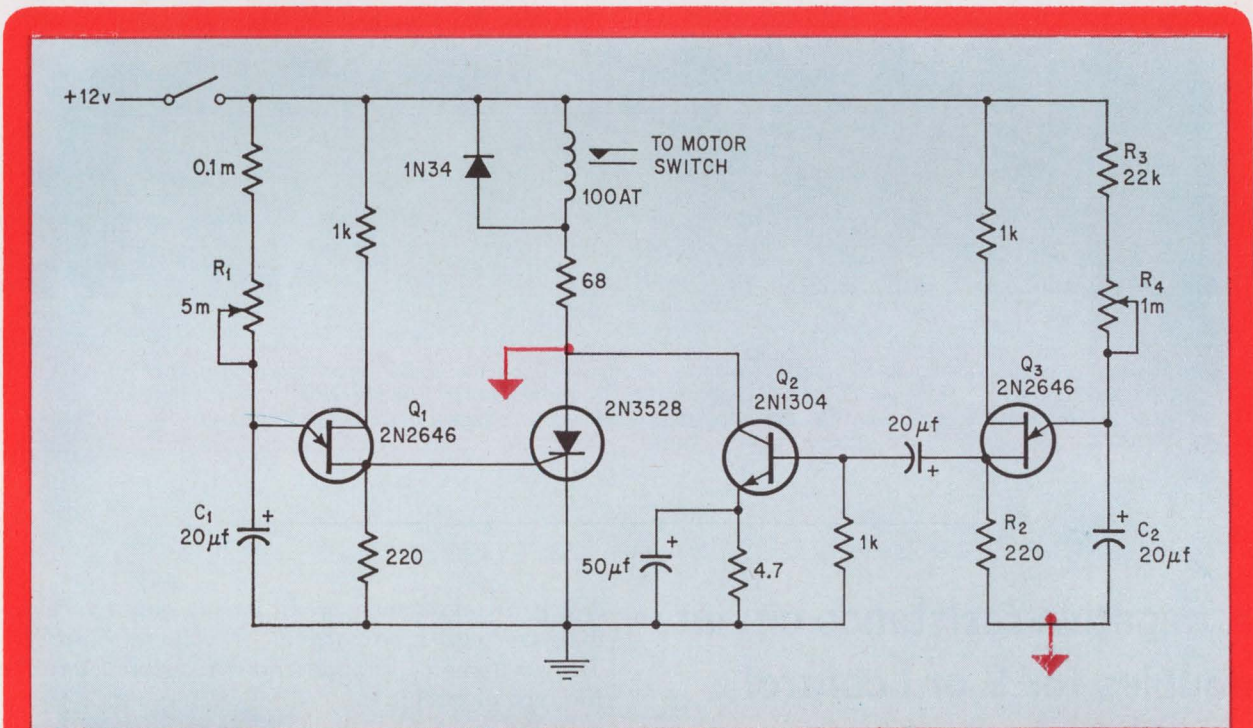 +12v
0.1m
R1
5m
C1
20μf
1k
Q1
2N2646
220
1N34
TO MOTOR
SWITCH
100AT
68
2N3528
Q2
2N1304
50μf
4.7
1k
20μf
+
1k
Q3
2N2646
R2
220
R3
22k
R4
1m
C2
20μf
+
+
+